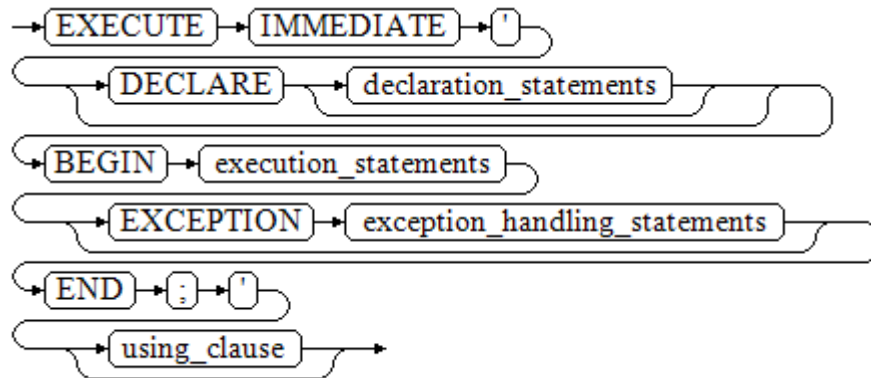 EXECUTE IMMEDIATE '
DECLARE declaration_statements
BEGIN execution_statements
EXCEPTION exception_handling_statements
END ; '
using_clause